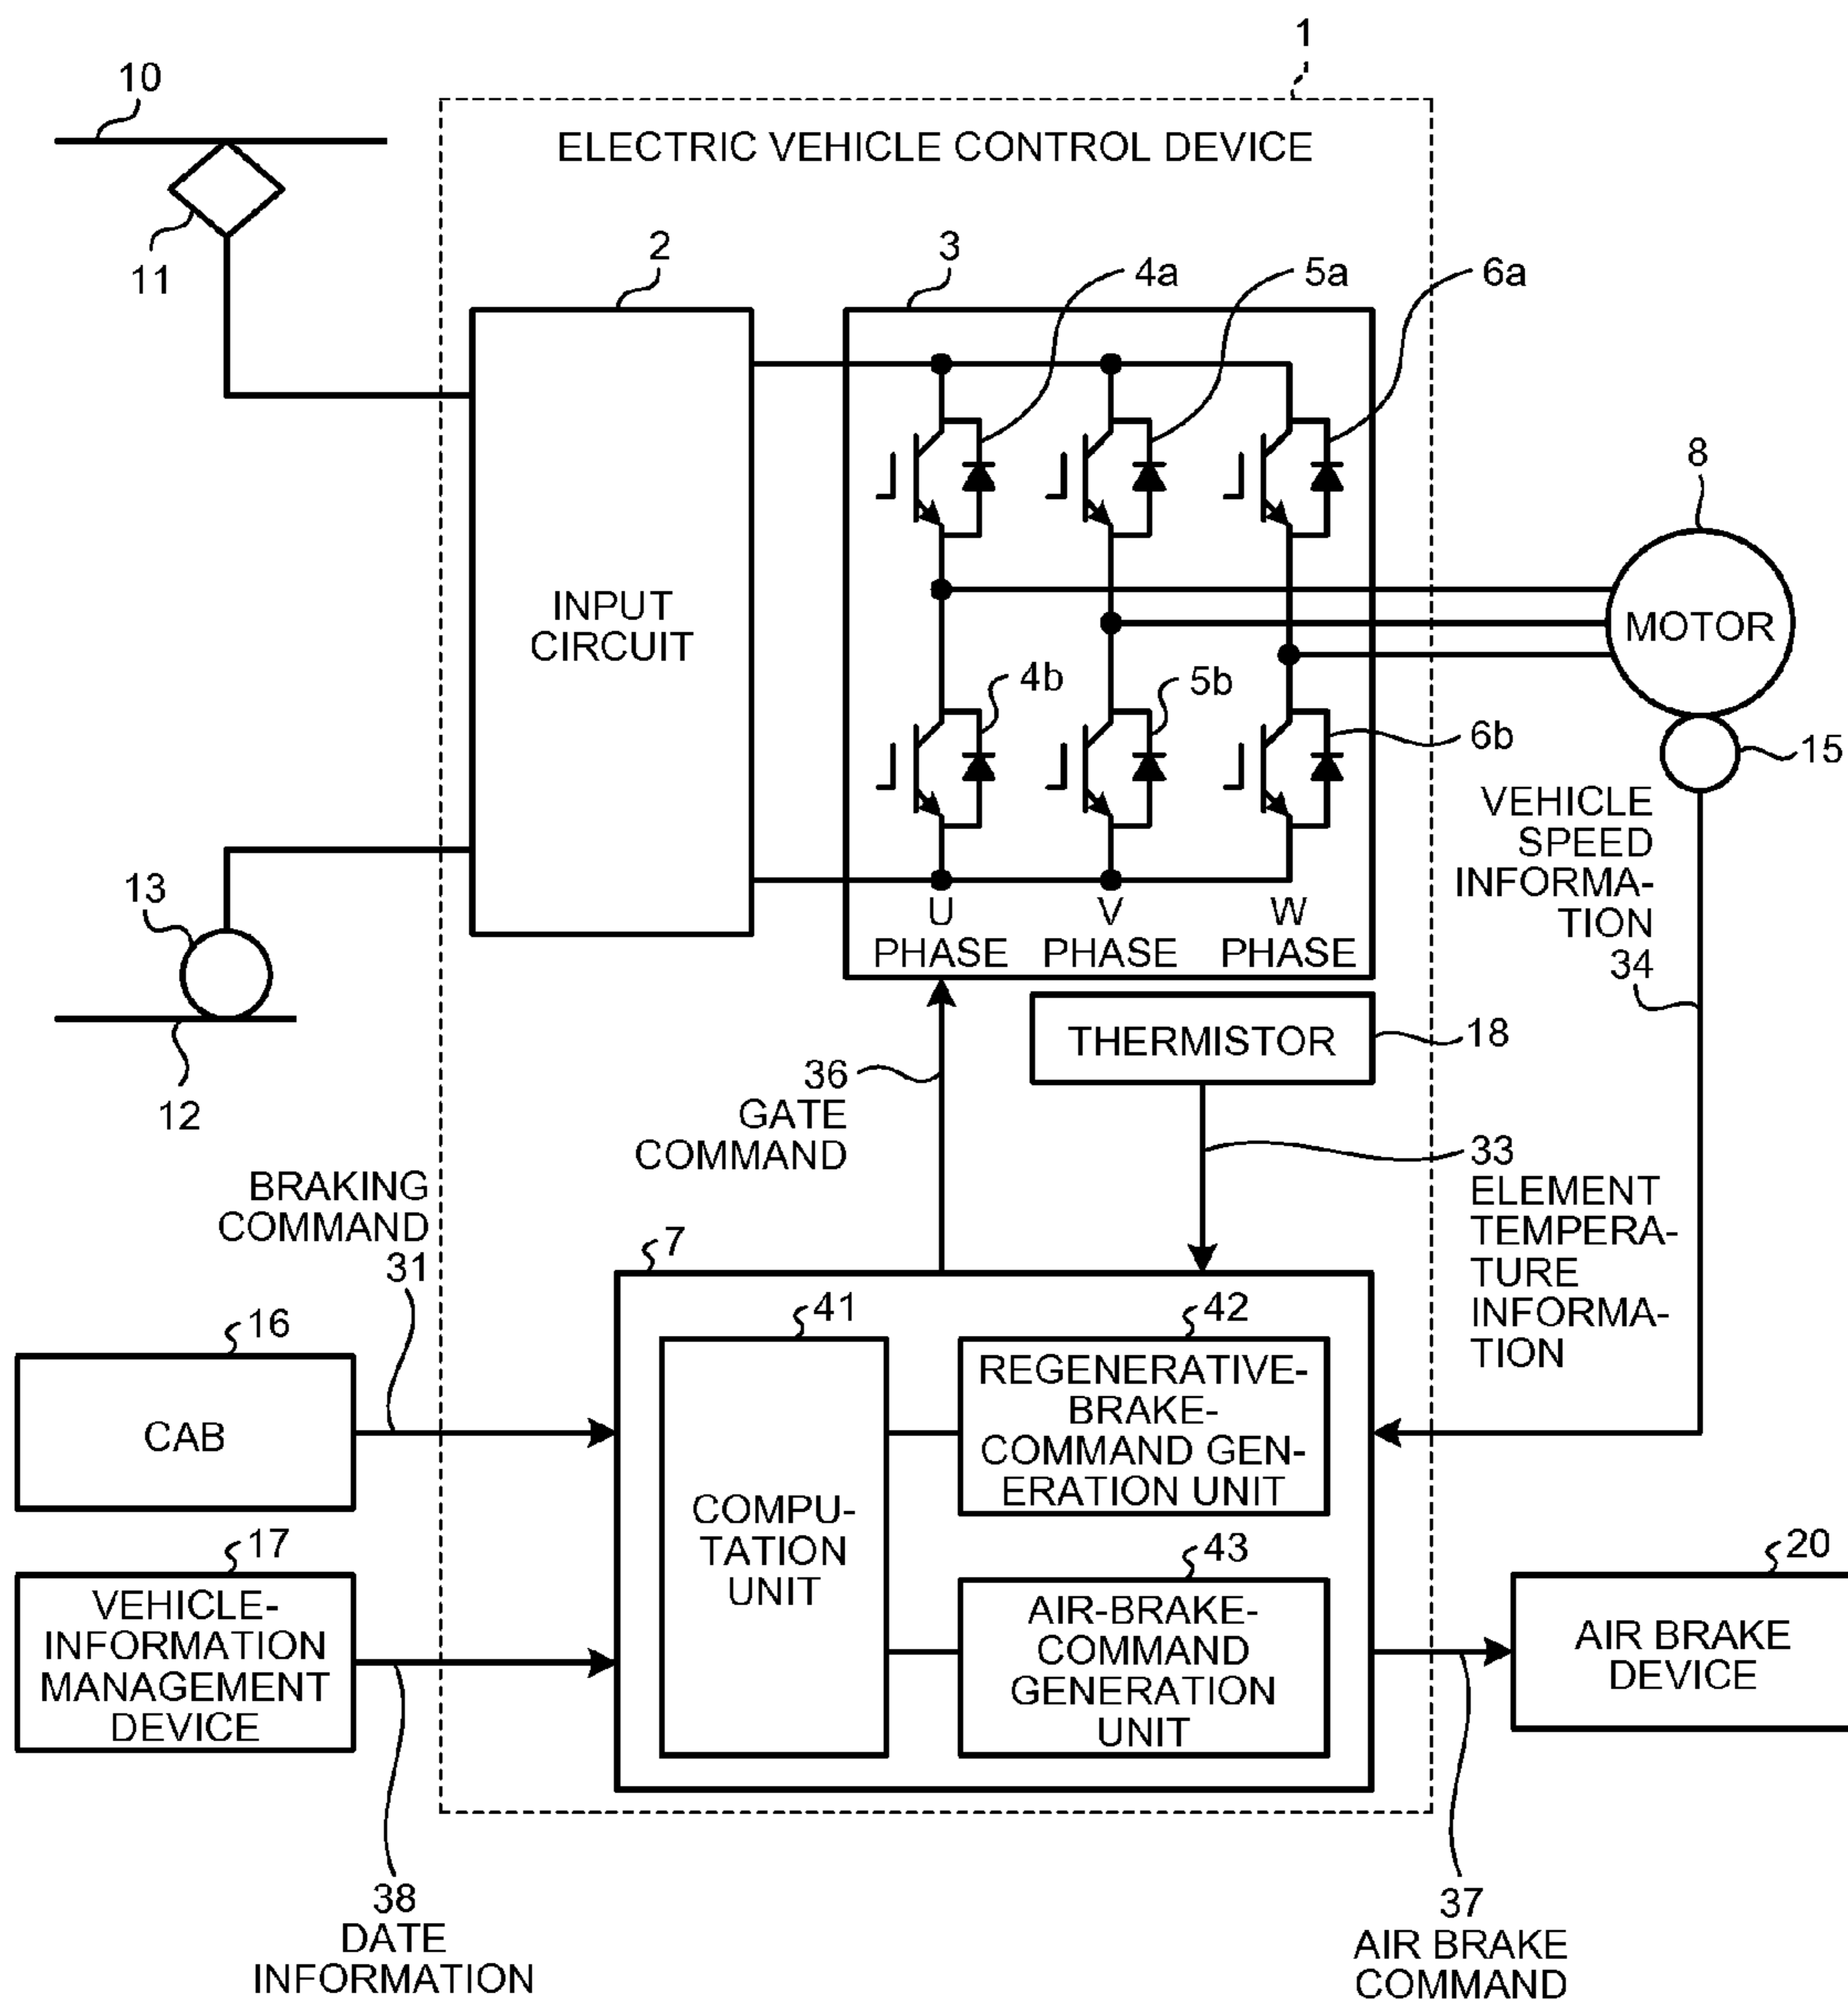 1
10
ELECTRIC VEHICLE CONTROL DEVICE
11
2
3
4a
5a
6a
8
INPUT
CIRCUIT
MOTOR
4b
5b
6b
15
VEHICLE
SPEED
INFORMA-
TION
34
13
U
PHASE
V
PHASE
W
PHASE
12
THERMISTOR
18
36
GATE
COMMAND
33
ELEMENT
TEMPERA-
TURE
INFORMA-
TION
BRAKING
COMMAND
31
7
16
CAB
41
COMPU-
TATION
UNIT
42
REGENERATIVE-
BRAKE-
COMMAND GEN-
ERATION UNIT
17
VEHICLE-
INFORMATION
MANAGEMENT
DEVICE
43
AIR-BRAKE-
COMMAND
GENERATION
UNIT
20
AIR BRAKE
DEVICE
38
DATE
INFORMATION
37
AIR BRAKE
COMMAND